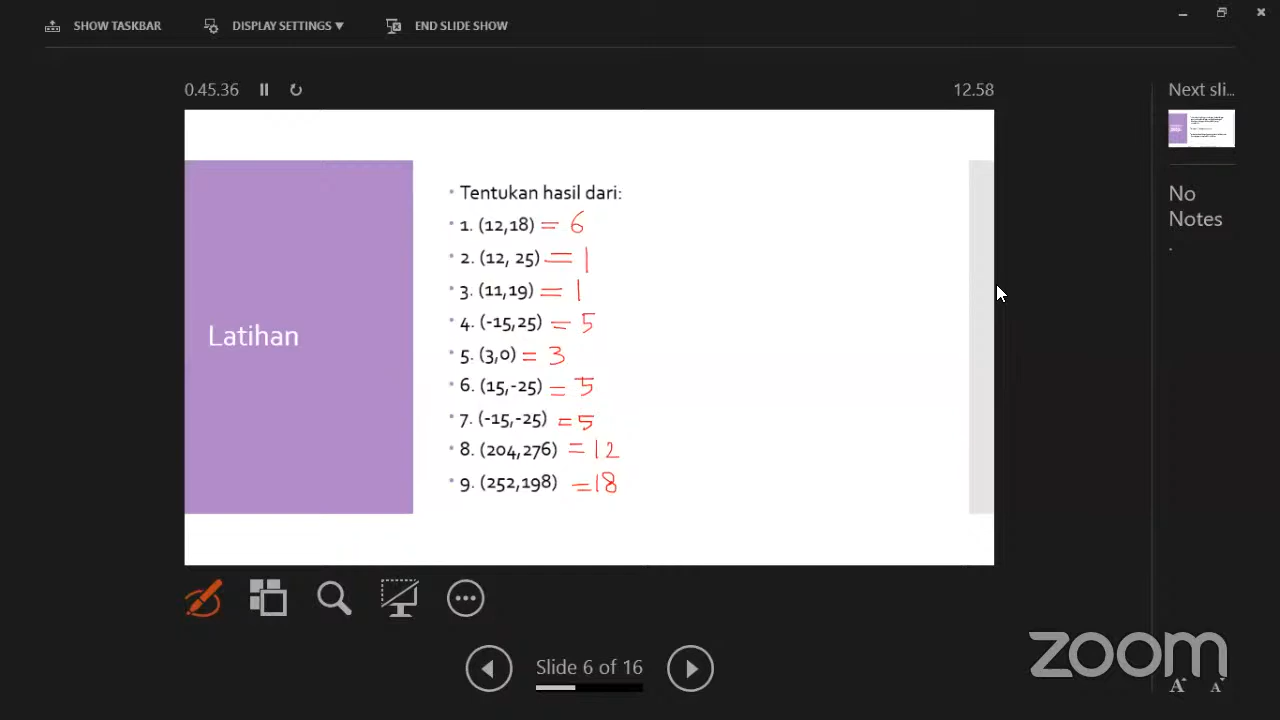 SHOW TASKBAR DISPLAY SETTINGS ▼ END SLIDE SHOW
0.45.36 12.58 Next sli...
Tentukan hasil dari:
1. (12,18) = 6
2. (12, 25) = 1
3. (11,19) = 1
4. (-15,25) = 5
Latihan
5. (3,0) = 3
6. (15,-25) = 5
7. (-15,-25) = 5
8. (204,276) = 12
9. (252,198) = 18
No
Notes
.
Slide 6 of 16
zoom
A A